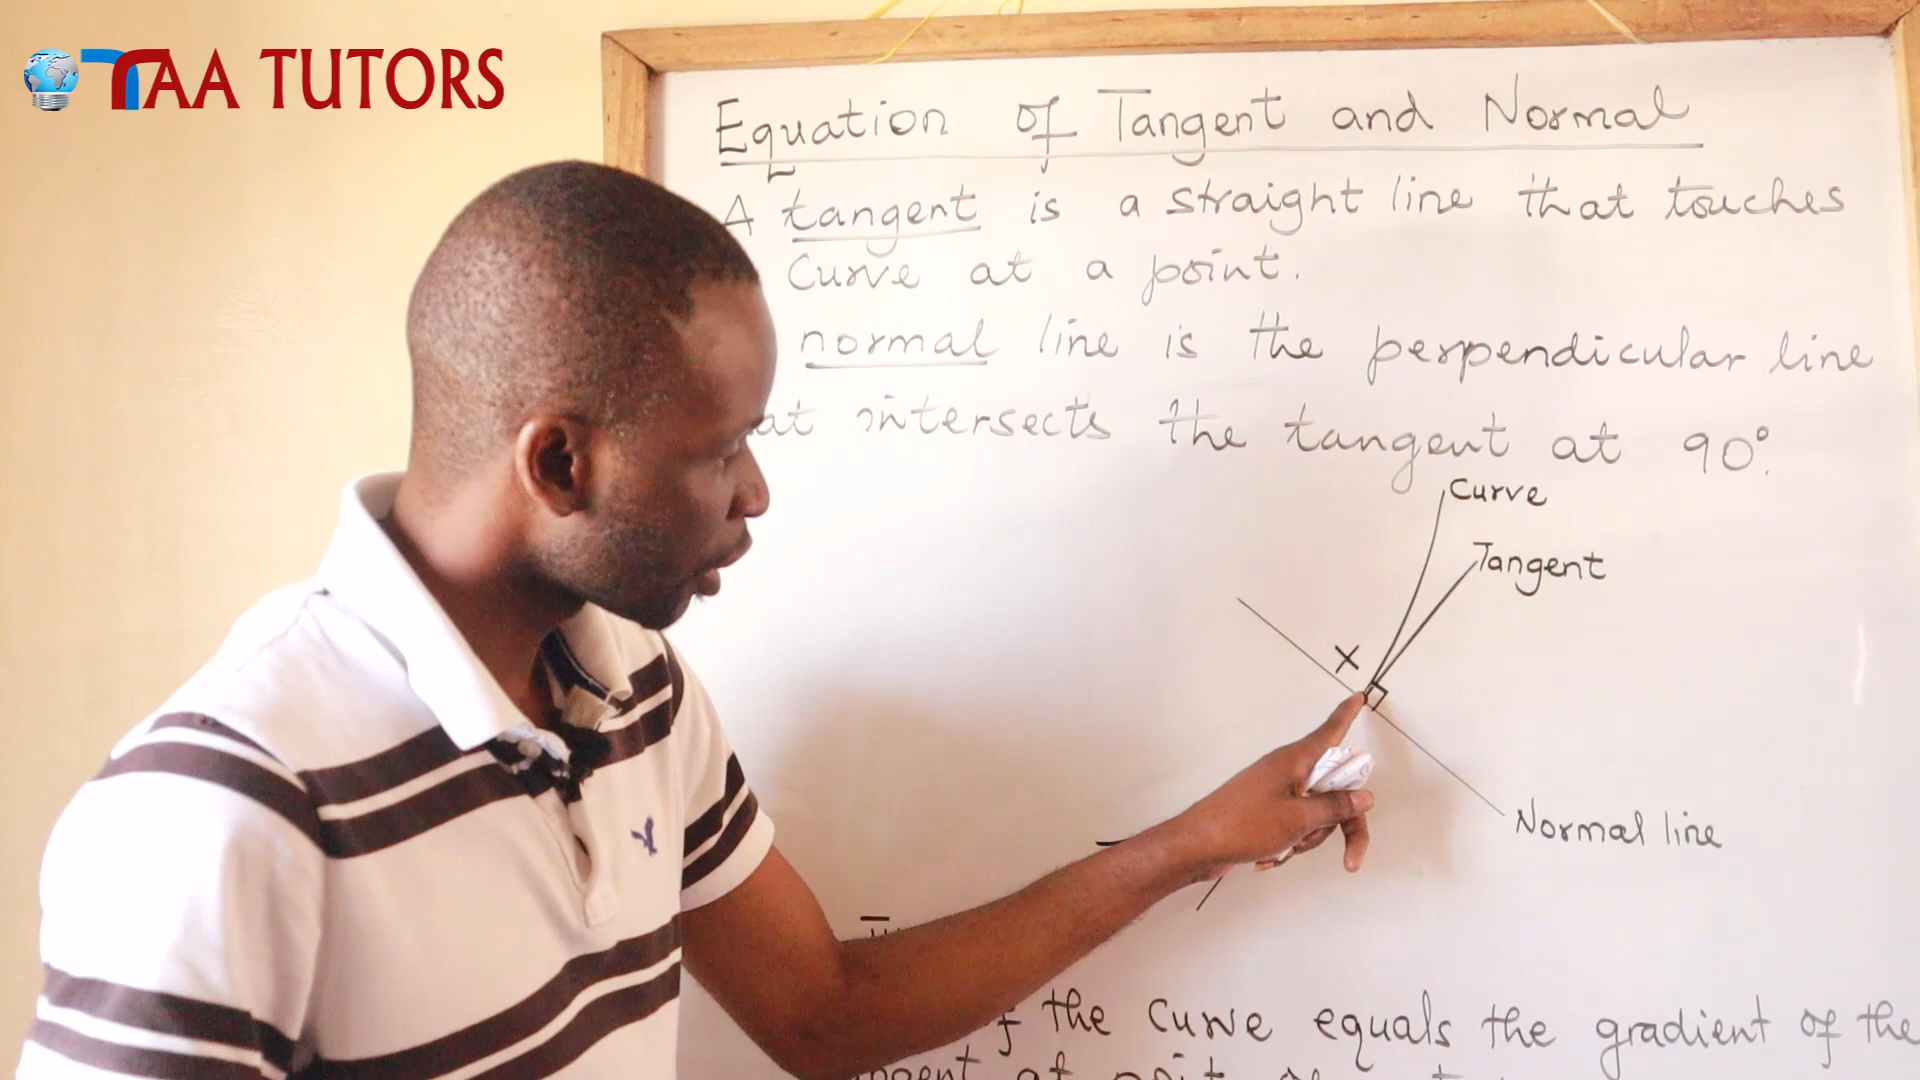 TAA TUTORS
Equation of Tangent and Normal
A tangent is a straight line that touches
Curve at a point.
normal line is the perpendicular line
at intersects the tangent at 90°.
Curve
Tangent
X
Normal line
f the Curve equals the gradient of the
at